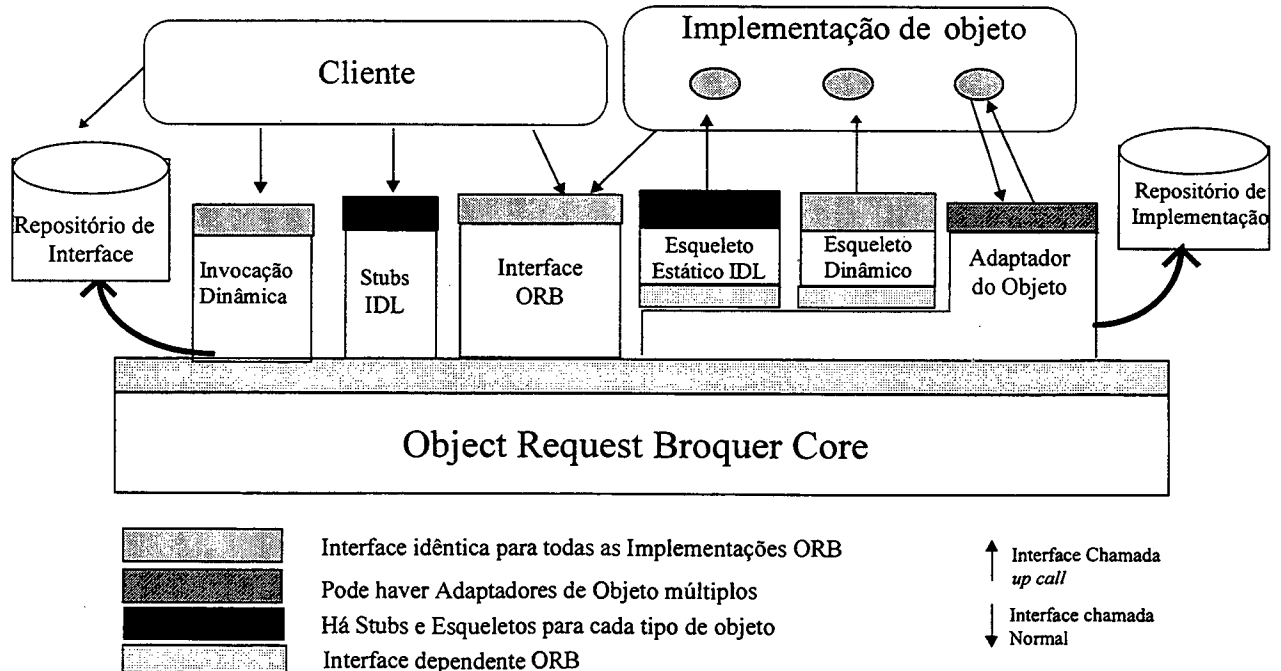 Implementação de objeto
Cliente
Repositório de
Interface
Invocação
Dinâmica
Stubs
IDL
Interface
ORB
Esqueleto
Estático IDL
Esqueleto
Dinâmico
Adaptador
do Objeto
Repositório de
Implementação
Object Request Broquer Core
Interface idêntica para todas as Implementações ORB
Pode haver Adaptadores de Objeto múltiplos
Há Stubs e Esqueletos para cada tipo de objeto
Interface dependente ORB
Interface Chamada
up call
Interface chamada
Normal